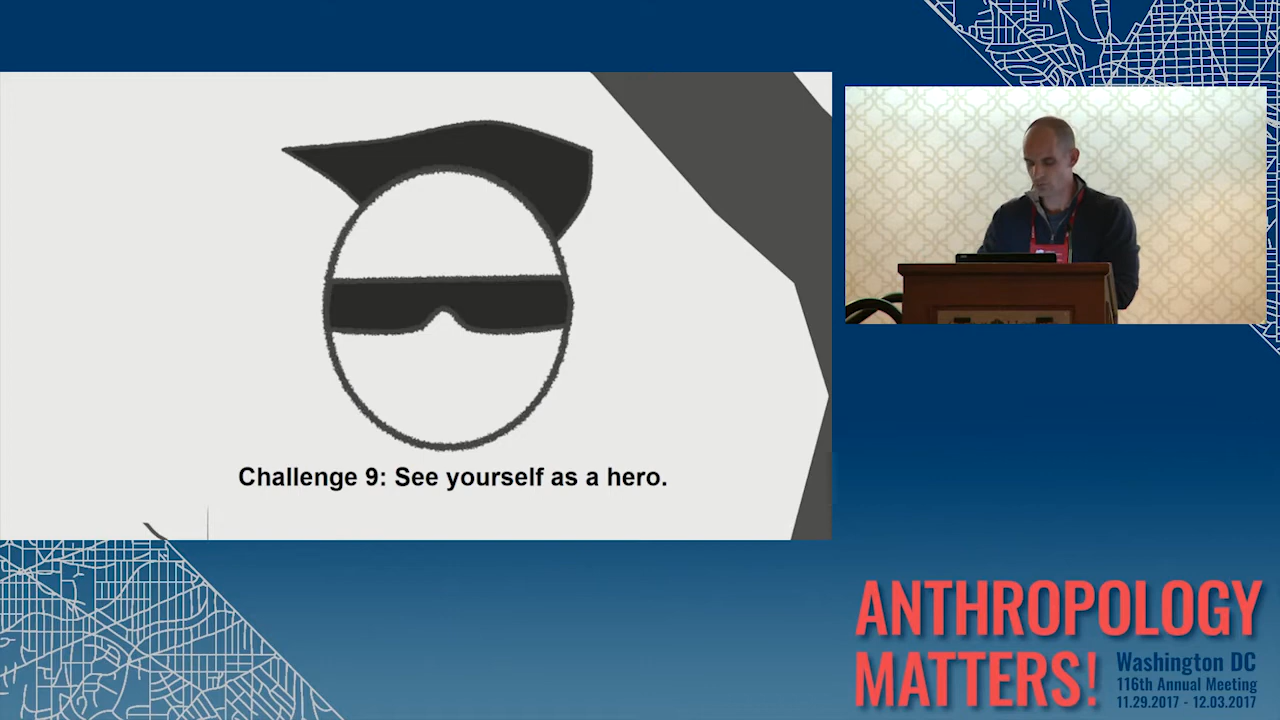 Challenge 9: See yourself as a hero.
ANTHROPOLOGY
MATTERS!
Washington DC
116th Annual Meeting
11.29.2017 - 12.03.2017